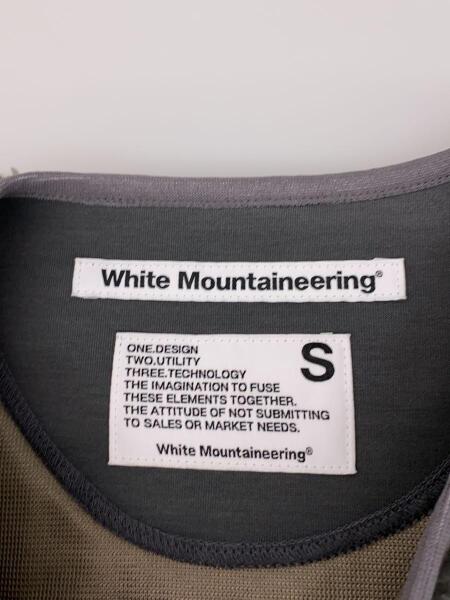 White Mountaineering®
S
ONE.DESIGN
TWO.UTILITY
THREE.TECHNOLOGY
THE IMAGINATION TO FUSE
THESE ELEMENTS TOGETHER.
THE ATTITUDE OF NOT SUBMITTING
TO SALES OR MARKET NEEDS.
White Mountaineering®